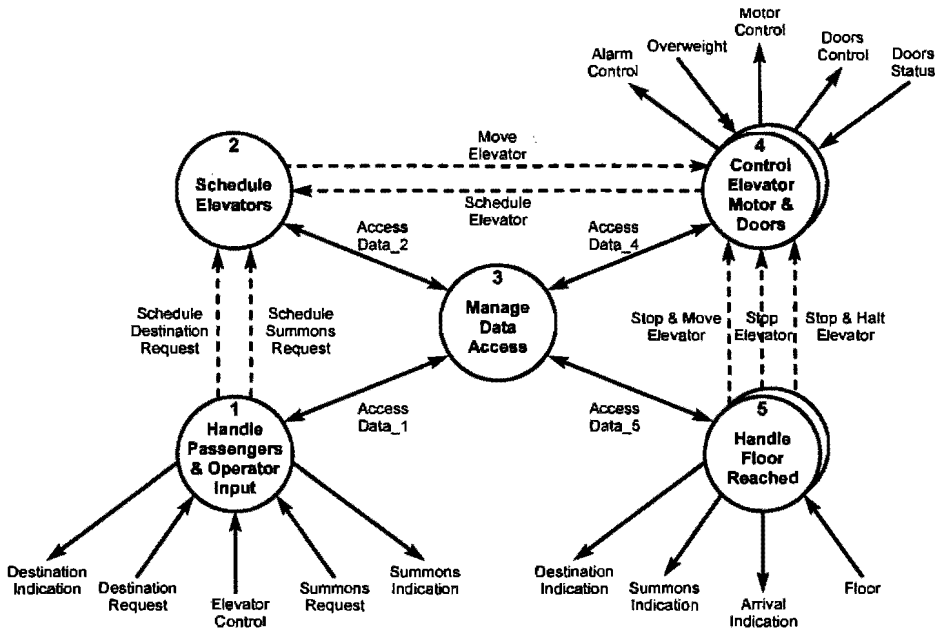 Motor
Control
Alarm
Control
Overweight
Doors
Control
Doors
Status
2
Schedule
Elevators
Move
Elevator
Schedule
Elevator
4
Control
Elevator
Motor &
Doors
Access
Data_2
Access
Data_4
3
Manage
Data
Access
Schedule
Destination
Request
Schedule
Summons
Request
Stop & Move
Elevator
Stop
Elevator
Stop & Halt
Elevator
Access
Data_1
Access
Data_5
1
Handle
Passengers
& Operator
Input
5
Handle
Floor
Reached
Destination
Indication
Destination
Request
Elevator
Control
Summons
Request
Summons
Indication
Destination
Indication
Summons
Indication
Arrival
Indication
Floor